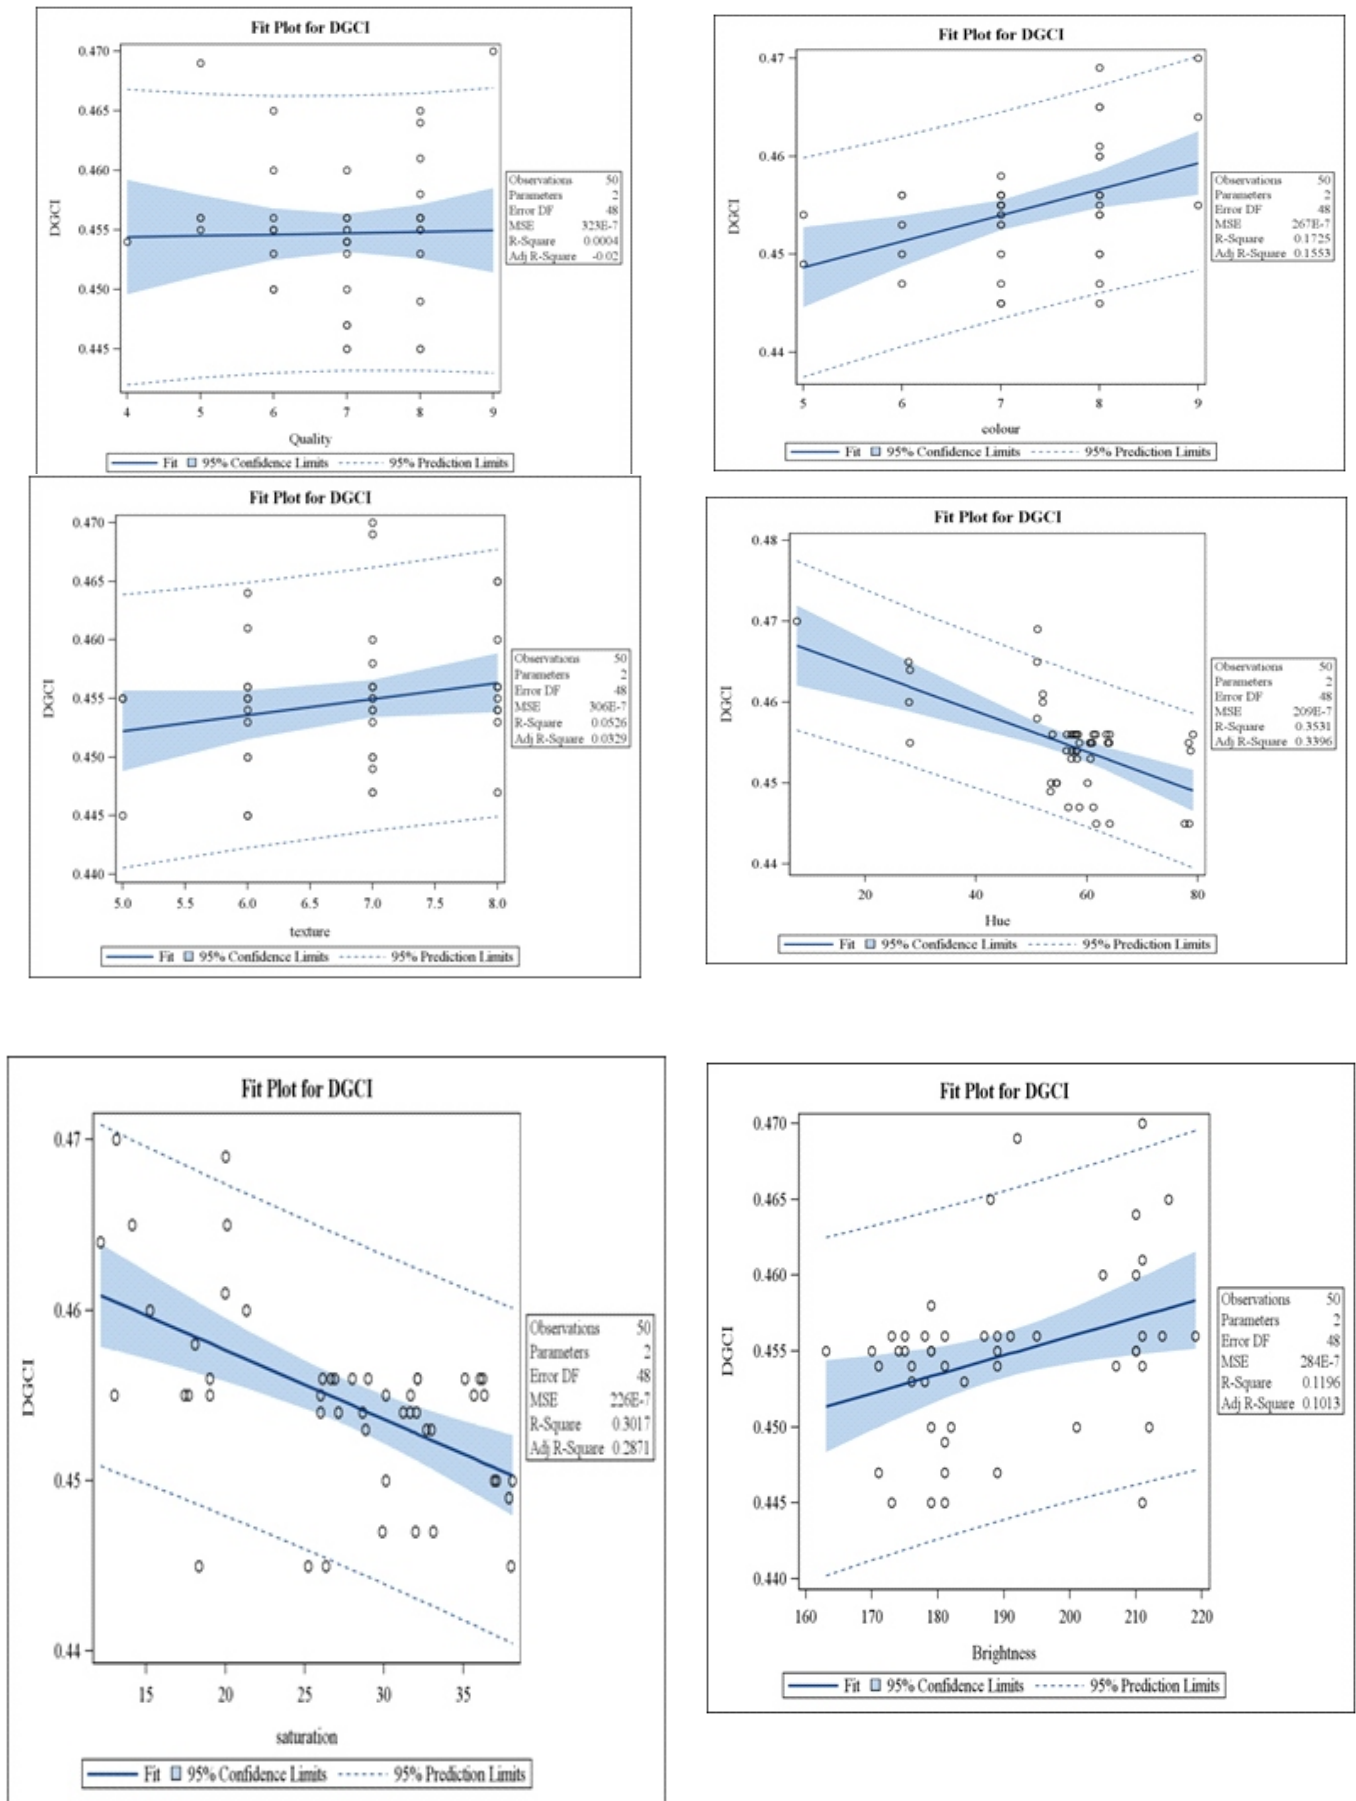 Fit Plot for DGCI
0.470
0.465
0.460
0.455
0.450
0.445
DGCI
4 5 6 7 8 9
Quality
Observations 50
Parameters 2
Error DF 48
MSE 323E-7
R-Square 0.0004
Adj R-Square -0.02
Fit 95% Confidence Limits 95% Prediction Limits
Fit Plot for DGCI
0.47
0.46
0.45
0.44
DGCI
5 6 7 8 9
colour
Observations 50
Parameters 2
Error DF 48
MSE 267E-7
R-Square 0.1725
Adj R-Square 0.1553
Fit 95% Confidence Limits 95% Prediction Limits
Fit Plot for DGCI
0.470
0.465
0.460
0.455
0.450
0.445
0.440
DGCI
5.0 5.5 6.0 6.5 7.0 7.5 8.0
texture
Observations 50
Parameters 2
Error DF 48
MSE 306E-7
R-Square 0.0526
Adj R-Square 0.0329
Fit 95% Confidence Limits 95% Prediction Limits
Fit Plot for DGCI
0.48
0.47
0.46
0.45
0.44
DGCI
20 40 60 80
Hue
Observations 50
Parameters 2
Error DF 48
MSE 209E-7
R-Square 0.3531
Adj R-Square 0.3396
Fit 95% Confidence Limits 95% Prediction Limits
Fit Plot for DGCI
0.47
0.46
0.45
0.44
DGCI
15 20 25 30 35
saturation
Observations 50
Parameters 2
Error DF 48
MSE 226E-7
R-Square 0.3017
Adj R-Square 0.2871
Fit 95% Confidence Limits 95% Prediction Limits
Fit Plot for DGCI
0.470
0.465
0.460
0.455
0.450
0.445
0.440
DGCI
160 170 180 190 200 210 220
Brightness
Observations 50
Parameters 2
Error DF 48
MSE 284E-7
R-Square 0.1196
Adj R-Square 0.1013
Fit 95% Confidence Limits 95% Prediction Limits